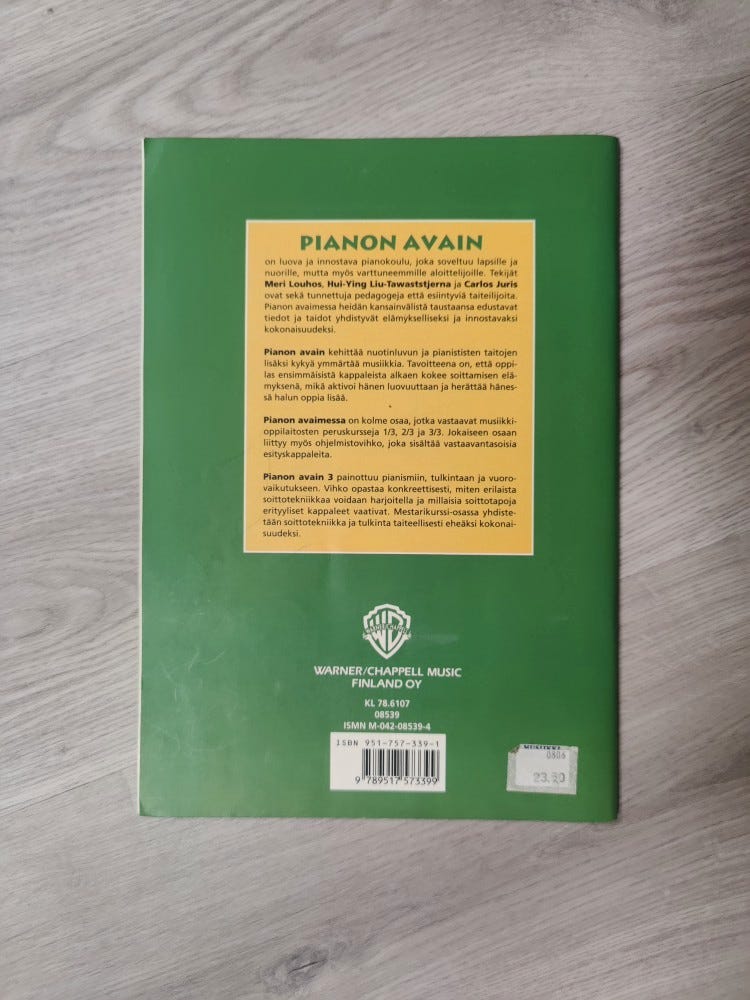 PIANON AVAIN
on luova ja innostava pianokoulu, joka soveltuu lapsille ja
nuorille, mutta myös varttuneemmille aloittelijoille. Tekijät
Meri Louhos, Hui-Ying Liu-Tawaststjerna ja Carlos Juris
ovat sekä tunnettuja pedagogeja että esiintyviä taiteilijoita.
Pianon avaimessa heidän kansainvälistä taustaansa edustavat
tiedot ja taidot yhdistyvät elämykselliseksi ja innostavaksi
kokonaisuudeksi.
Pianon avain kehittää nuotinluvun ja pianististen taitojen
lisäksi kykyä ymmärtää musiikkia. Tavoitteena on, että oppi-
las ensimmäisistä kappaleista alkaen kokee soittamisen elä-
myksenä, mikä aktivoi hänen luovuuttaan ja herättää hänes-
sä halun oppia lisää.
Pianon avaimessa on kolme osaa, jotka vastaavat musiikki-
oppilaitosten peruskursseja 1/3, 2/3 ja 3/3. Jokaiseen osaan
liittyy myös ohjelmistovihko, joka sisältää vastaavantasoisia
esityskappaleita.
Pianon avain 3 painottuu pianismiin, tulkintaan ja vuoro-
vaikutukseen. Vihko opastaa konkreettisesti, miten erilaista
soittotekniikkaa voidaan harjoitella ja millaisia soittotapoja
erityyliset kappaleet vaativat. Mestarikurssi-osassa yhdiste-
tään soittotekniikka ja tulkinta taiteellisesti eheäksi kokonai-
suudeksi.
WARNER/CHAPPELL
WARNER/CHAPPELL MUSIC
FINLAND OY
KL 78.6107
08539
ISMN M-042-08539-4
ISBN 951-757-339-1
9 789517 573399
0806
23.50